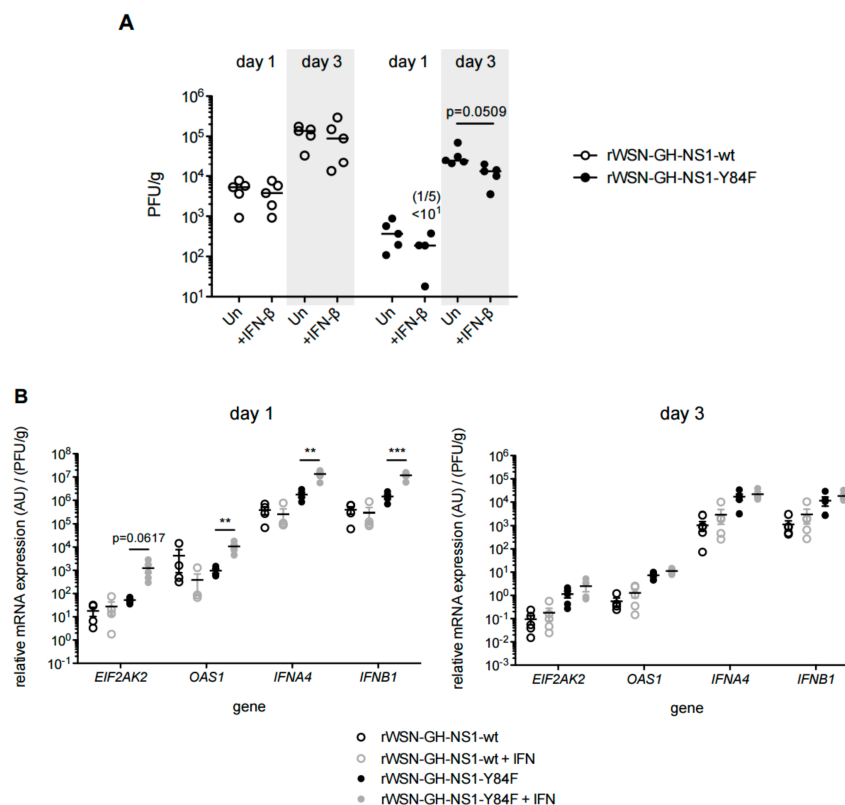 A
day 1 day 3 day 1 day 3
PFU/g
10⁶
10⁵
10⁴
10³
10²
10¹
p=0.0509
(1/5)
<10¹
Un +IFN-β Un +IFN-β Un +IFN-β Un +IFN-β
rWSN-GH-NS1-wt
rWSN-GH-NS1-Y84F
B
day 1
relative mRNA expression (AU) / (PFU/g)
10⁸
10⁷
10⁶
10⁵
10⁴
10³
10²
10¹
10⁰
10⁻¹
p=0.0617
**
**
***
EIF2AK2 OAS1 IFNA4 IFNB1
gene
day 3
relative mRNA expression (AU) / (PFU/g)
10⁶
10⁵
10⁴
10³
10²
10¹
10⁰
10⁻¹
10⁻²
10⁻³
EIF2AK2 OAS1 IFNA4 IFNB1
gene
rWSN-GH-NS1-wt
rWSN-GH-NS1-wt + IFN
rWSN-GH-NS1-Y84F
rWSN-GH-NS1-Y84F + IFN